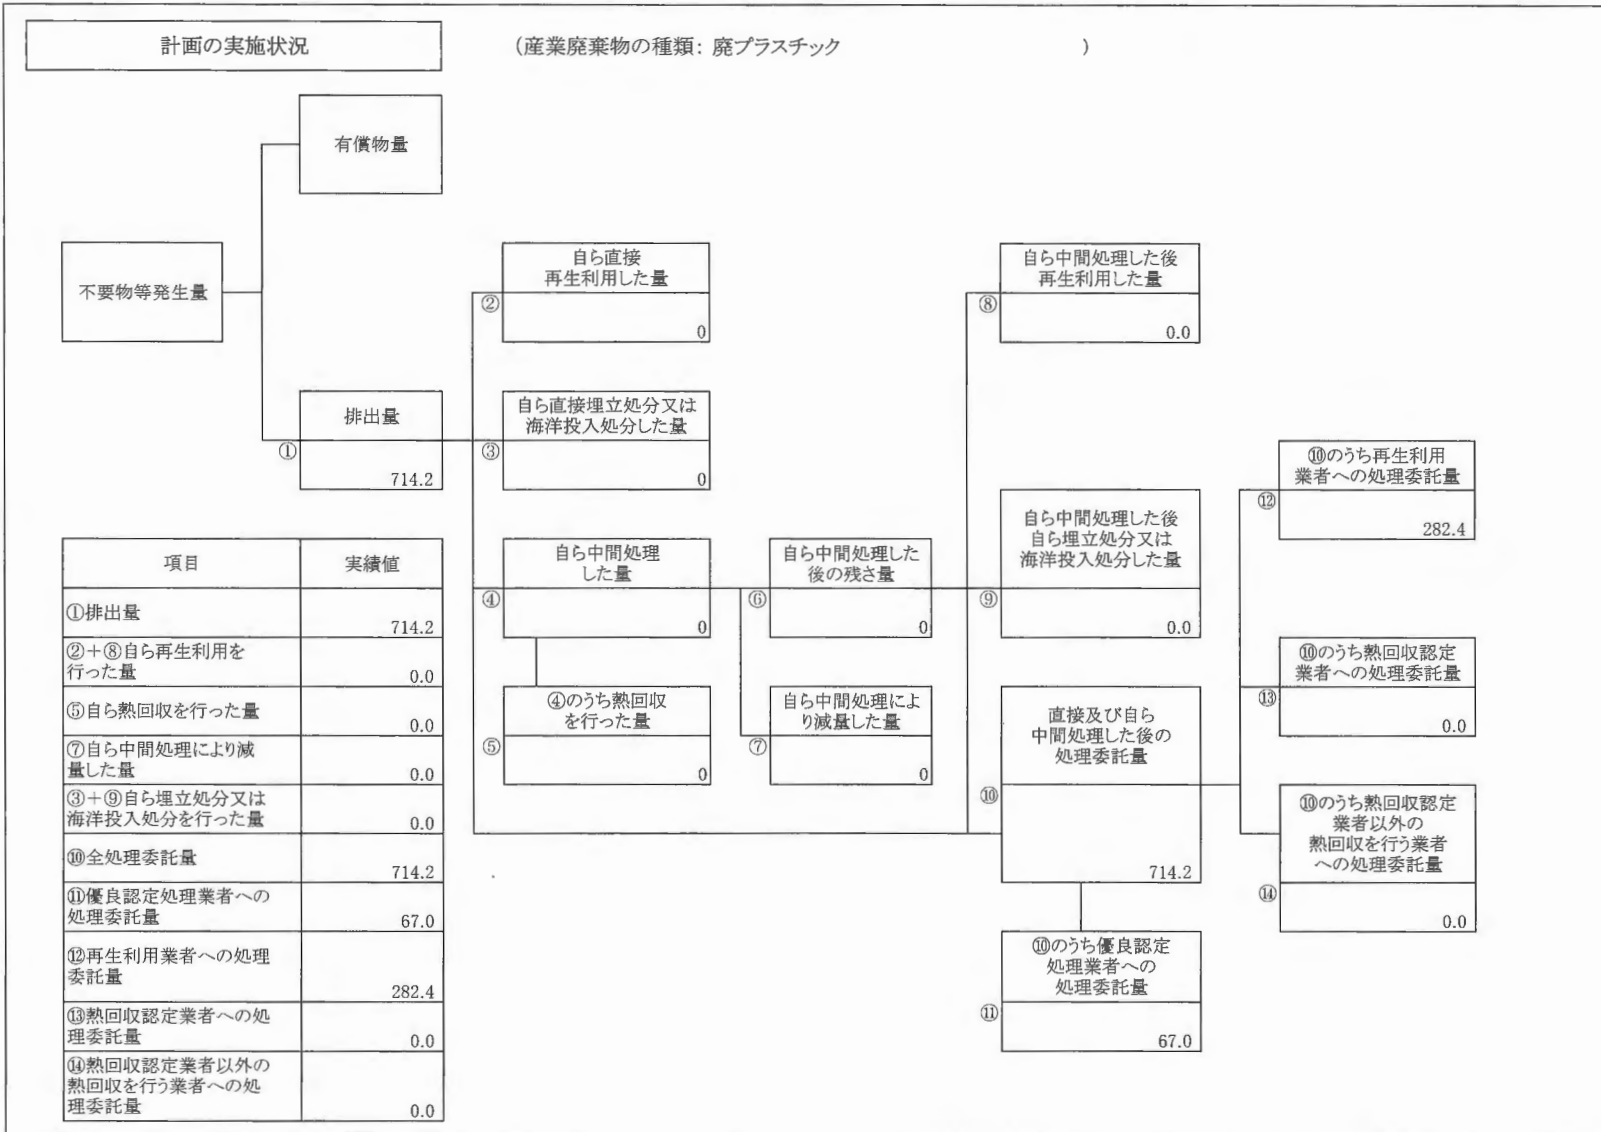 計画の実施状況
（産業廃棄物の種類：廃プラスチック　　　　　）
有償物量
不要物等発生量
排出量
①
714.2
自ら直接
再生利用した量
②
0
自ら直接埋立処分又は
海洋投入処分した量
③
0
自ら中間処理
した量
④
0
④のうち熱回収
を行った量
⑤
0
自ら中間処理した
後の残さ量
⑥
0
自ら中間処理によ
り減量した量
⑦
0
自ら中間処理した後
再生利用した量
⑧
0.0
自ら中間処理した後
自ら埋立処分又は
海洋投入処分した量
⑨
0.0
直接及び自ら
中間処理した後の
処理委託量
⑩
714.2
⑩のうち優良認定
処理業者への
処理委託量
⑪
67.0
⑩のうち再生利用
業者への処理委託量
⑫
282.4
⑩のうち熱回収認定
業者への処理委託量
⑬
0.0
⑩のうち熱回収認定
業者以外の
熱回収を行う業者
への処理委託量
⑭
0.0
項目 実績値
①排出量
714.2
②＋⑧自ら再生利用を
行った量
0.0
⑤自ら熱回収を行った量
0.0
⑦自ら中間処理により減
量した量
0.0
③＋⑨自ら埋立処分又は
海洋投入処分を行った量
0.0
⑩全処理委託量
714.2
⑪優良認定処理業者への
処理委託量
67.0
⑫再生利用業者への処理
委託量
282.4
⑬熱回収認定業者への処
理委託量
0.0
⑭熱回収認定業者以外の
熱回収を行う業者への処
理委託量
0.0